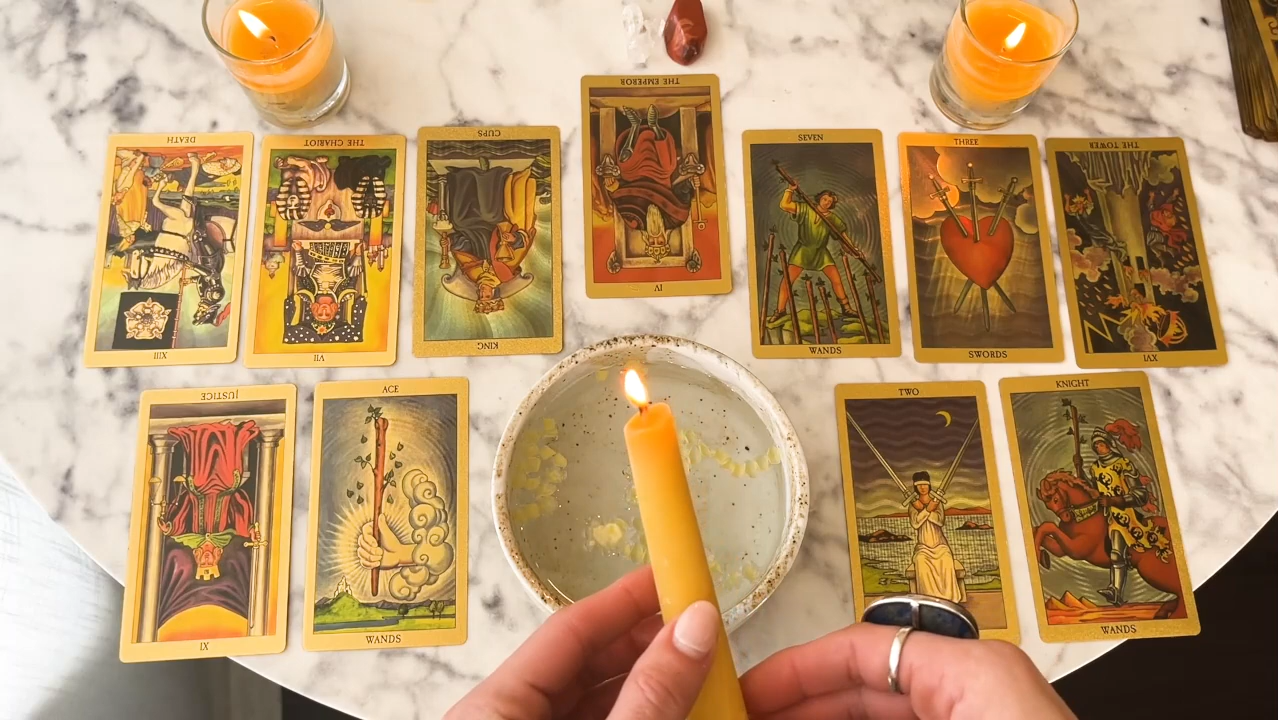 THE EMPEROR
IV
DEATH
XIII
THE CHARIOT
VII
CUPS
KING
SEVEN
WANDS
THREE
SWORDS
THE TOWER
XVI
JUSTICE
XI
ACE
WANDS
TWO
KNIGHT
WANDS